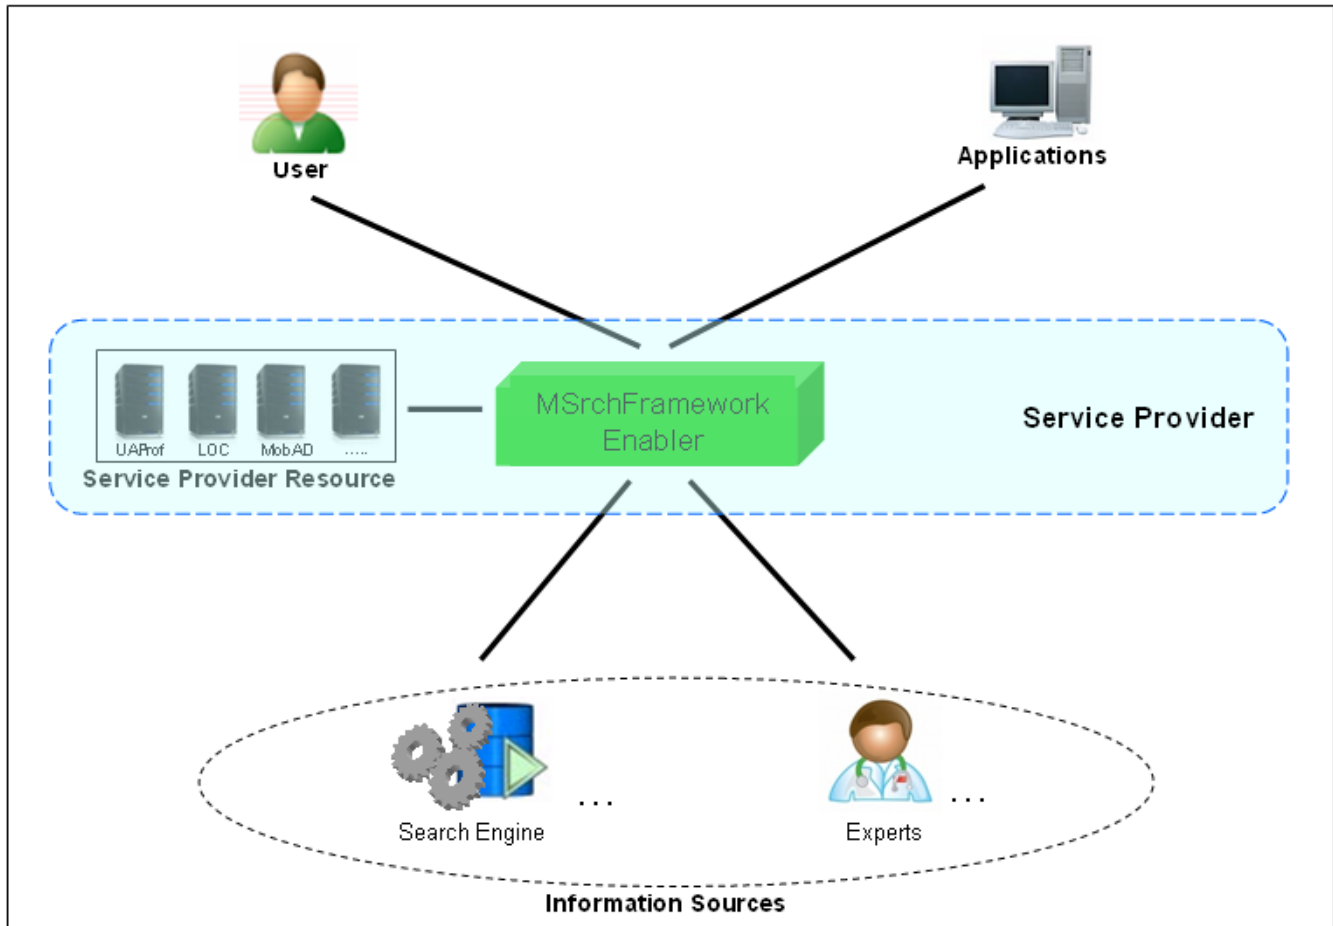 User
Applications
MSrchFramework
Enabler
Service Provider
UAProf
LOC
MobAD
.....
Service Provider Resource
...
...
Search Engine
Experts
Information Sources